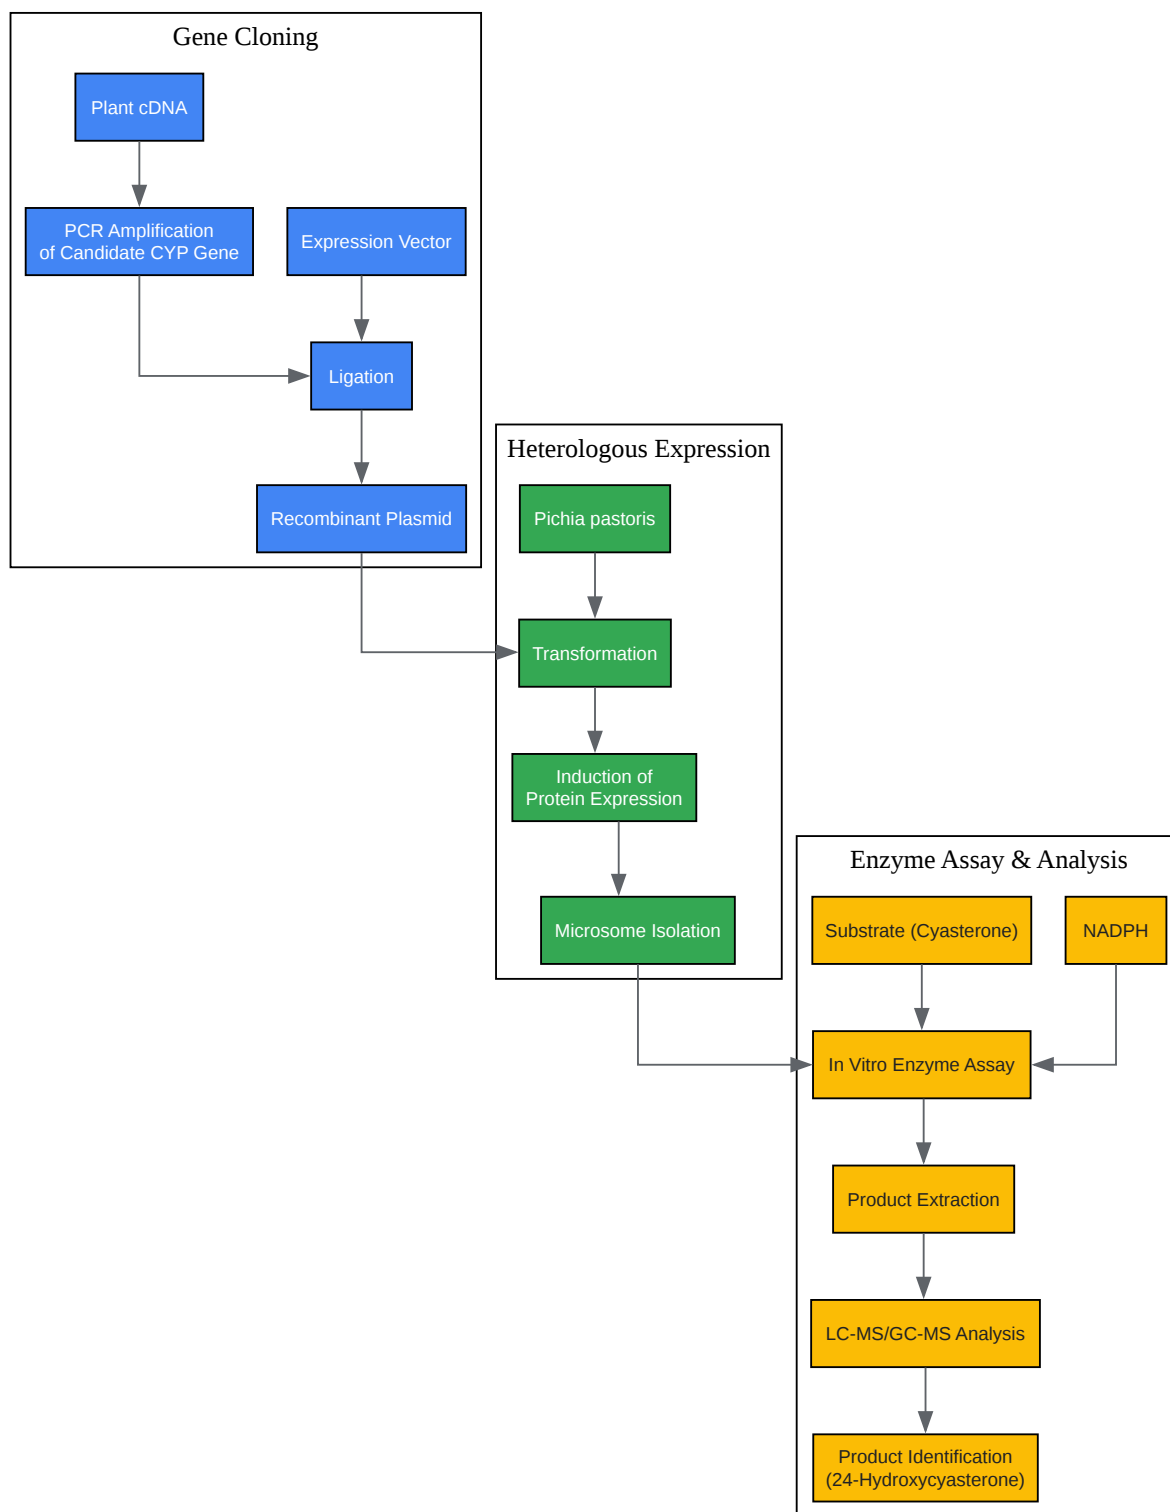 Gene Cloning
Plant cDNA
PCR Amplification
of Candidate CYP Gene
Expression Vector
Ligation
Recombinant Plasmid
Heterologous Expression
Pichia pastoris
Transformation
Induction of
Protein Expression
Microsome Isolation
Enzyme Assay & Analysis
Substrate (Cyasterone)
NADPH
In Vitro Enzyme Assay
Product Extraction
LC-MS/GC-MS Analysis
Product Identification
(24-Hydroxycyasterone)